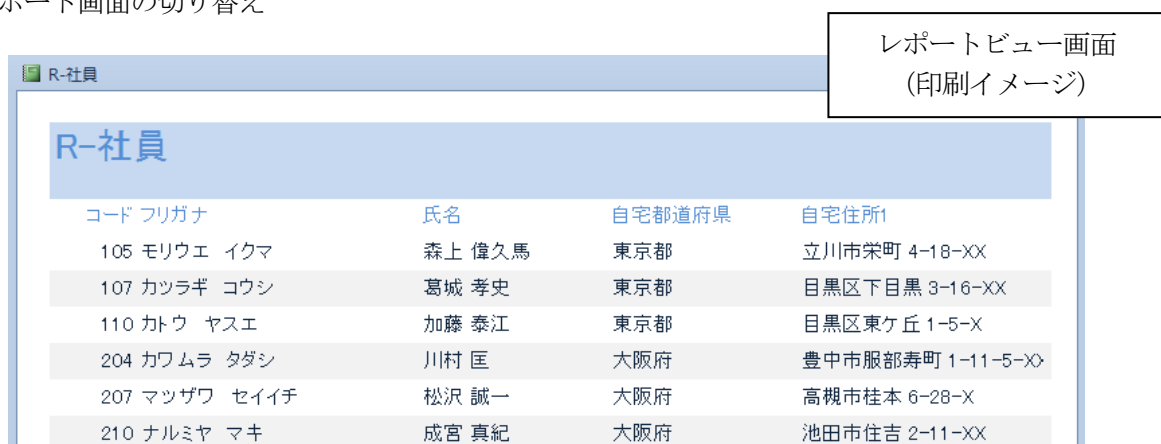 ポート画面の切り替え
レポートビュー画面
(印刷イメージ)
R-社員
R-社員
コード フリガナ 氏名 自宅都道府県 自宅住所1
105 モリウエ イクマ 森上 偉久馬 東京都 立川市栄町 4-18-XX
107 カツラギ コウシ 葛城 孝史 東京都 目黒区下目黒 3-16-XX
110 カトウ ヤスエ 加藤 泰江 東京都 目黒区東ケ丘 1-5-X
204 カワムラ タダシ 川村 匡 大阪府 豊中市服部寿町 1-11-5-XX
207 マツザワ セイイチ 松沢 誠一 大阪府 高槻市桂本 6-28-X
210 ナルミヤ マキ 成宮 真紀 大阪府 池田市住吉 2-11-XX